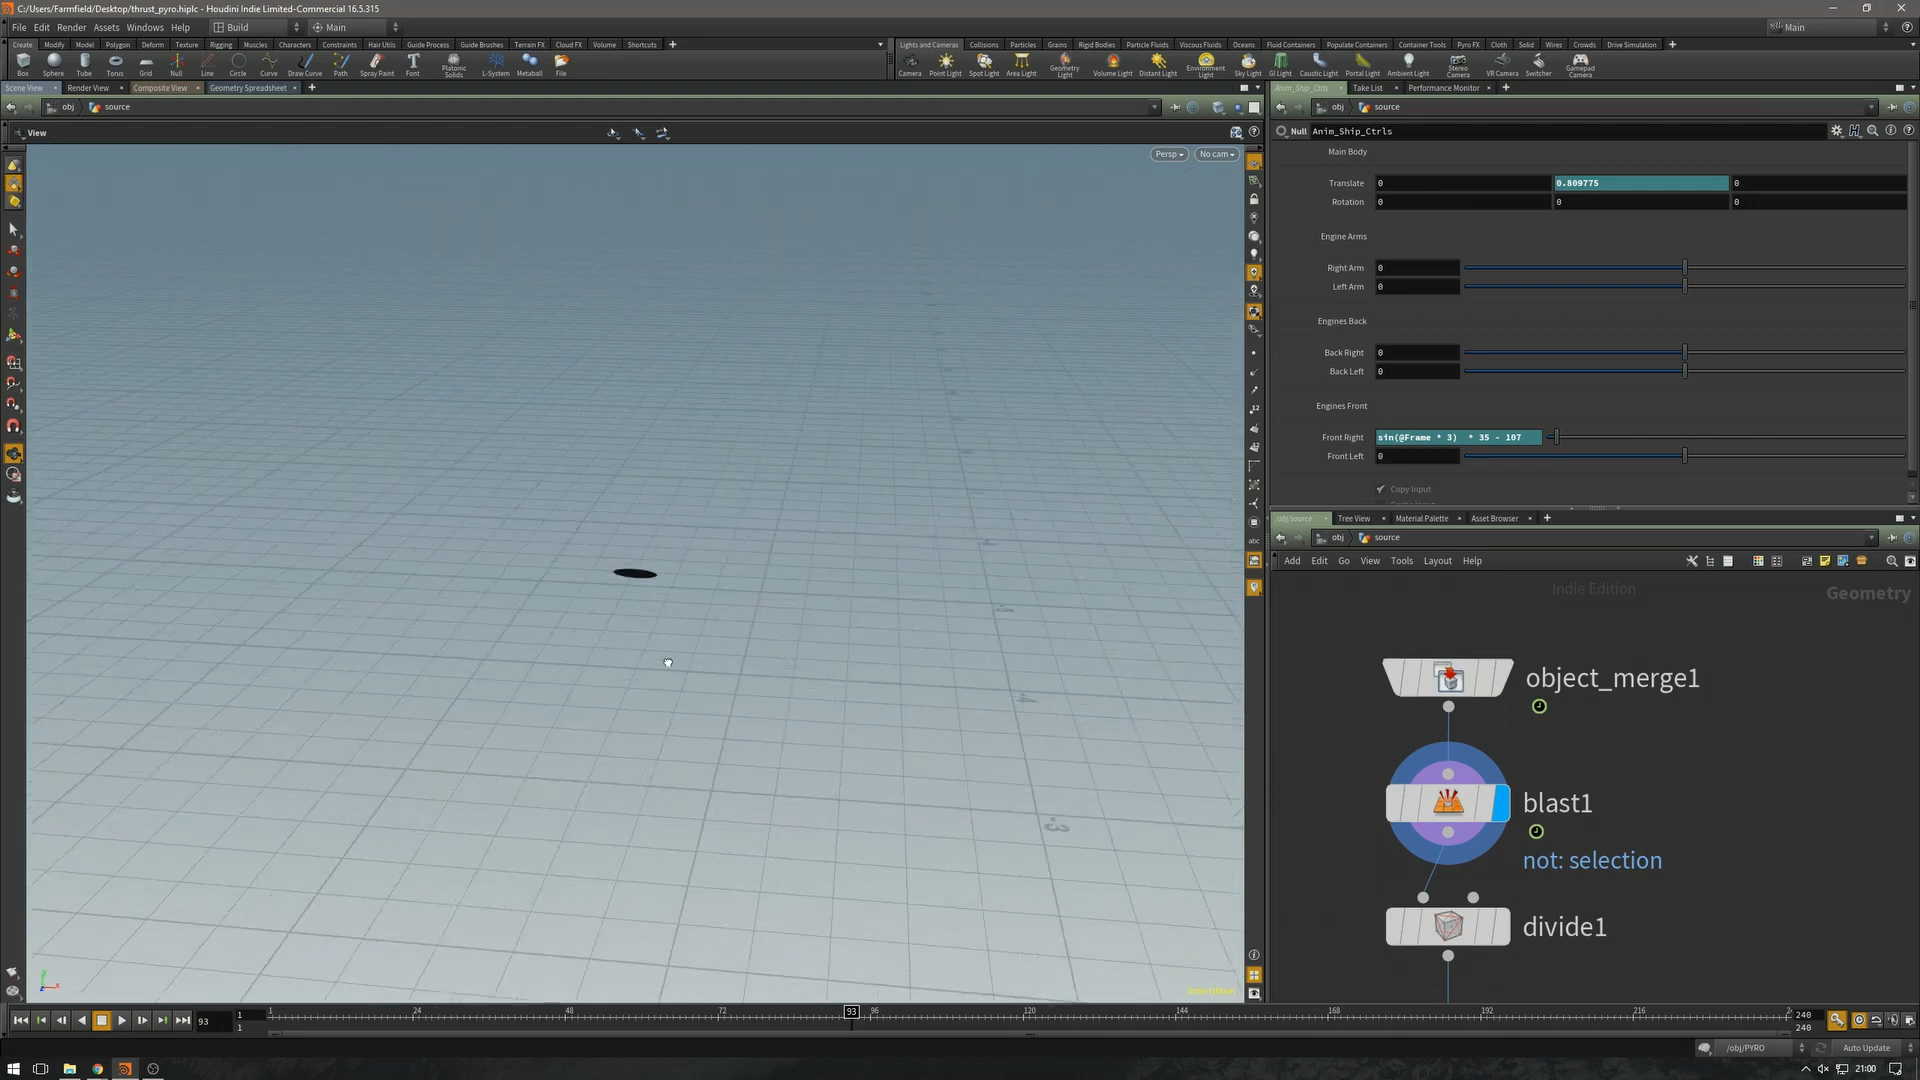 C:/Users/Farmfield/Desktop/thrust_pyro.hiplc - Houdini Indie Limited-Commercial 16.5.315
File Edit Render Assets Windows Help Build Main Main
Create Modify Model Polygon Deform Texture Rigging Muscles Characters Constraints Hair Utils Guide Process Guide Brushes Terrain FX Cloud FX Volume Shortcuts
Lights and Cameras Collisions Particles Grains Rigid Bodies Particle Fluids Viscous Fluids Oceans Fluid Containers Populate Containers Container Tools Pyro FX Cloth Solid Wires Crowds Drive Simulation
Box Sphere Tube Torus Grid Null Line Circle Curve Draw Curve Path Spray Paint Font Platonic Solids L-System Metaball File
Camera Point Light Spot Light Area Light Geometry Light Volume Light Distant Light Environment Light Sky Light GI Light Caustic Light Portal Light Ambient Light Stereo Camera VR Camera Switcher Gamepad Camera
Scene View Render View Composite View Geometry Spreadsheet
obj source
View
Persp No cam
Anim_Ship_Ctrls Take List Performance Monitor
obj source
Null Anim_Ship_Ctrls
Main Body
Translate 0 0.809775 0
Rotation 0 0 0
Engine Arms
Right Arm 0
Left Arm 0
Engines Back
Back Right 0
Back Left 0
Engines Front
Front Right sin(@Frame * 3) * 35 - 107
Front Left 0
Copy Input
/obj/source Tree View Material Palette Asset Browser
obj source
Add Edit Go View Tools Layout Help
Indie Edition
Geometry
object_merge1
blast1
not: selection
divide1
Indie Edition
93 1 1 24 48 72 93 96 120 144 168 192 216 240
1 240
/obj/PYRO Auto Update
21:00